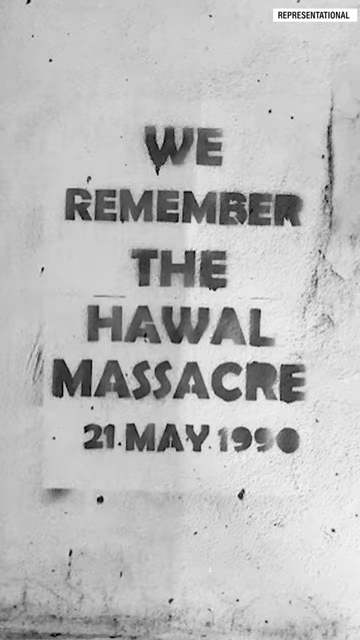 REPRESENTATIONAL
WE
REMEMBER
THE
HAWAL
MASSACRE
21 MAY 1990